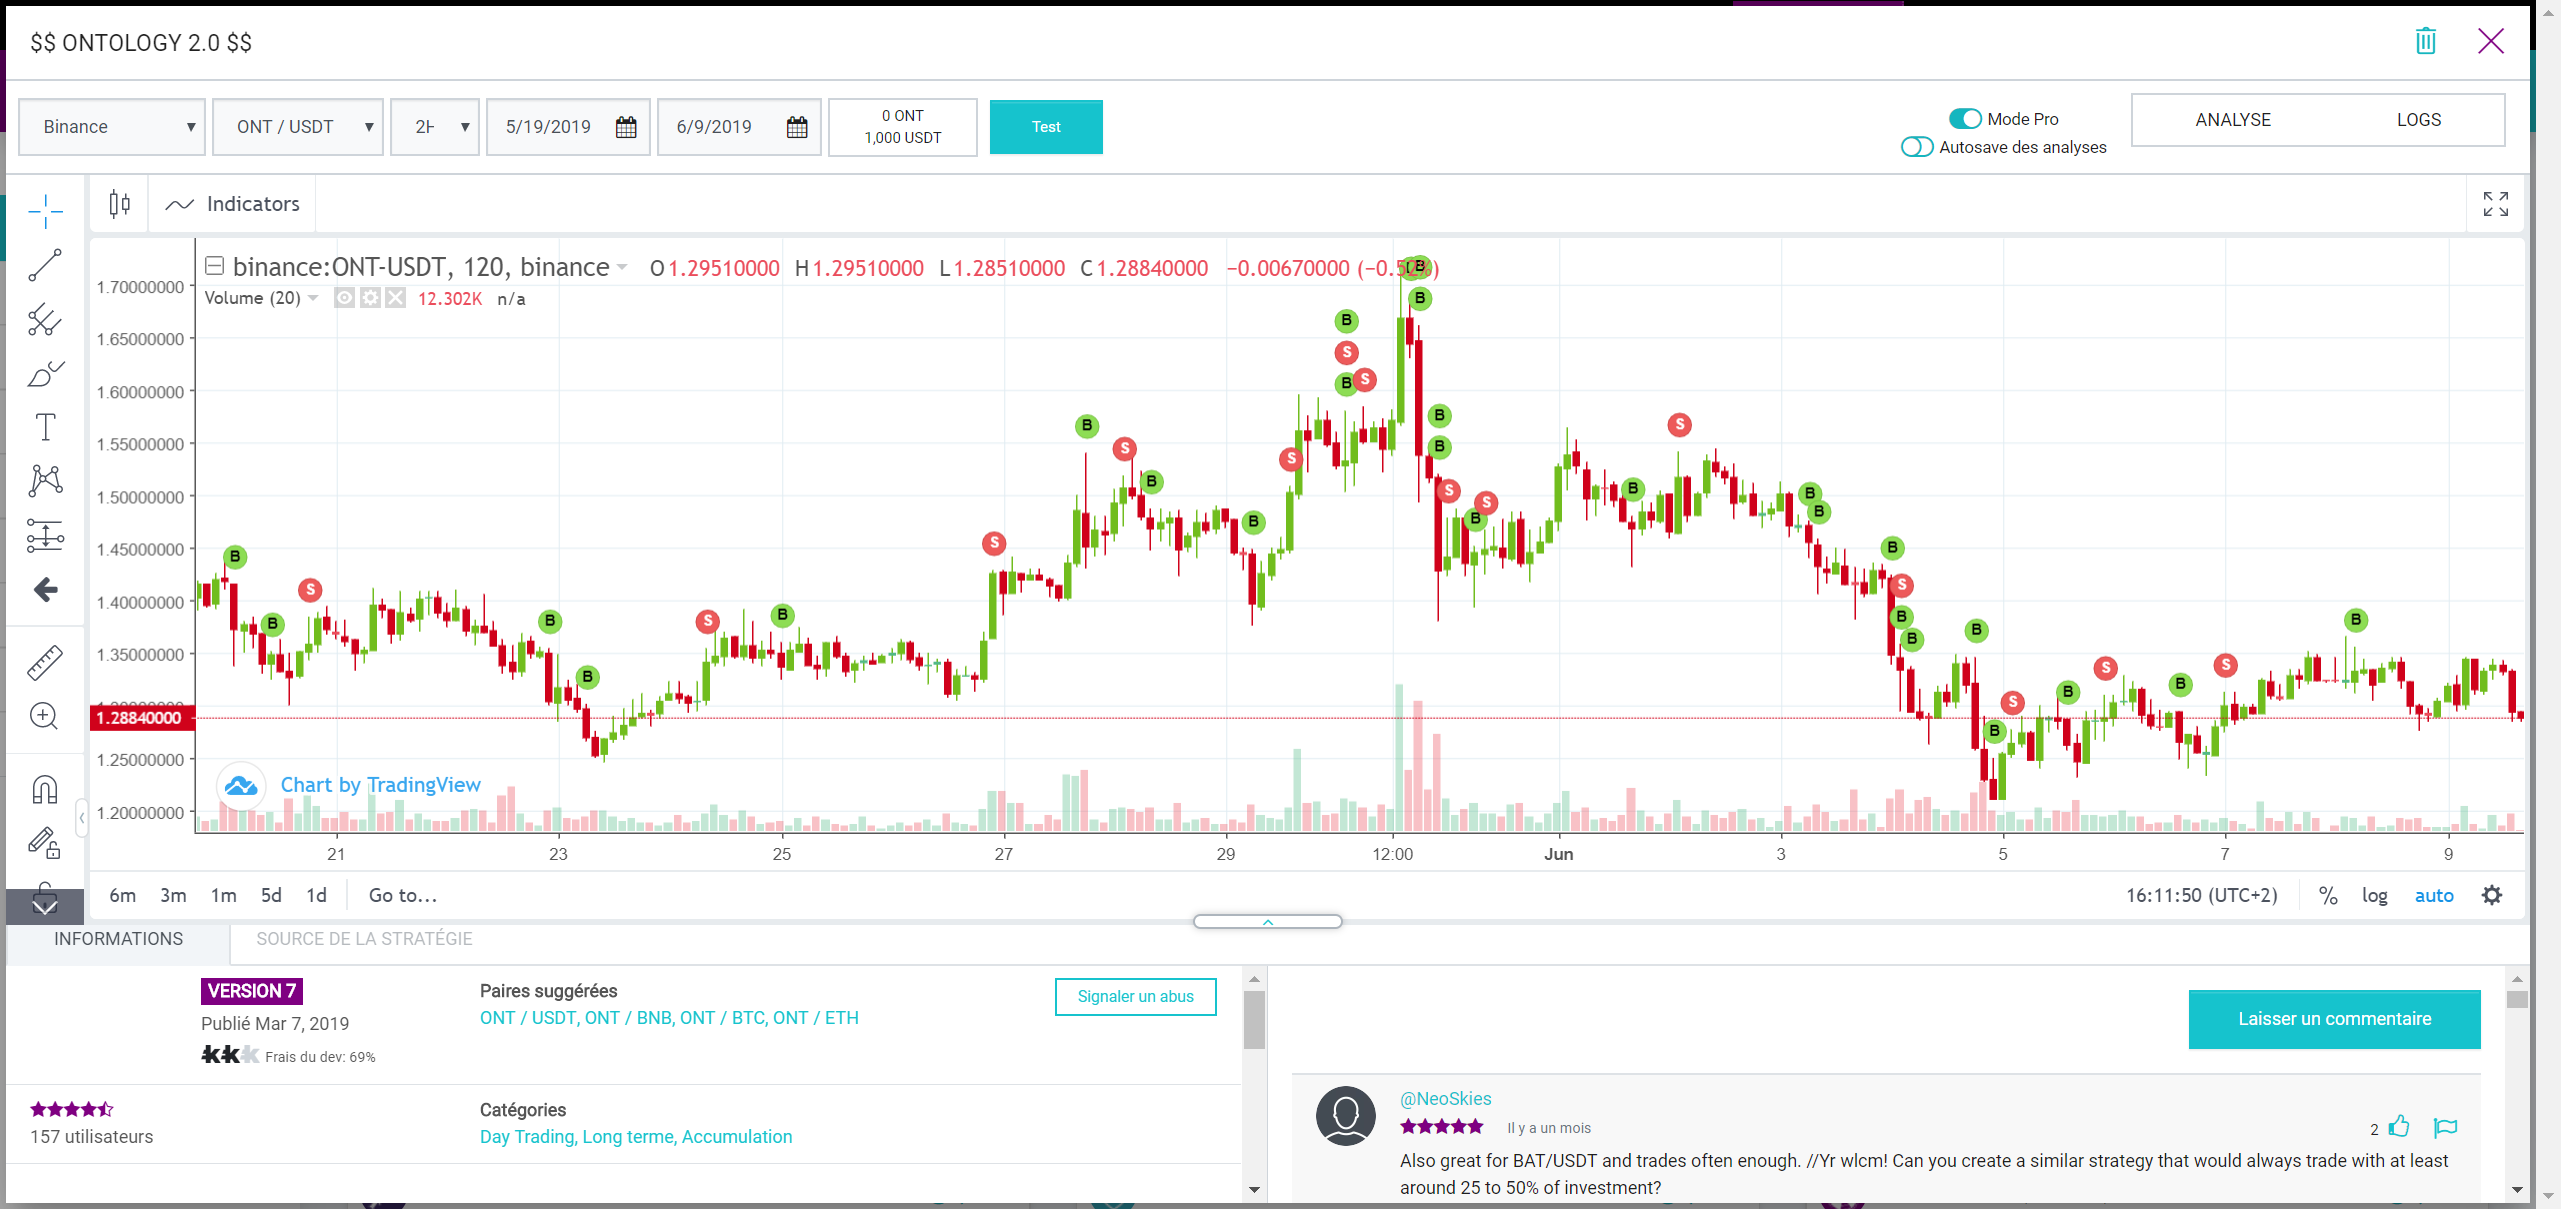 $$ ONTOLOGY 2.0 $$
Binance
ONT / USDT
5/19/2019
6/9/2019
0 ONT
1,000 USDT
Test
Mode Pro
Autosave des analyses
ANALYSE
LOGS
Indicators
binance:ONT-USDT, 120, binance
O1.29510000 H1.29510000 L1.28510000 C1.28840000 −0.00670000
Volume (20) 12.302K n/a
1.70000000
1.65000000
1.60000000
1.55000000
1.50000000
1.45000000
1.40000000
1.35000000
1.28840000
1.25000000
1.20000000
Chart by TradingView
21 23 25 27 29 12:00 Jun 3 5 7 9
6m 3m 1m 5d 1d Go to...
16:11:50 (UTC+2) % log auto
INFORMATIONS
SOURCE DE LA STRATÉGIE
VERSION 7
Publié Mar 7, 2019
Frais du dev: 69%
Paires suggérées
ONT / USDT, ONT / BNB, ONT / BTC, ONT / ETH
Signaler un abus
157 utilisateurs
Catégories
Day Trading, Long terme, Accumulation
Laisser un commentaire
@NeoSkies
Il y a un mois
2
Also great for BAT/USDT and trades often enough. //Yr wlcm! Can you create a similar strategy that would always trade with at least
around 25 to 50% of investment?